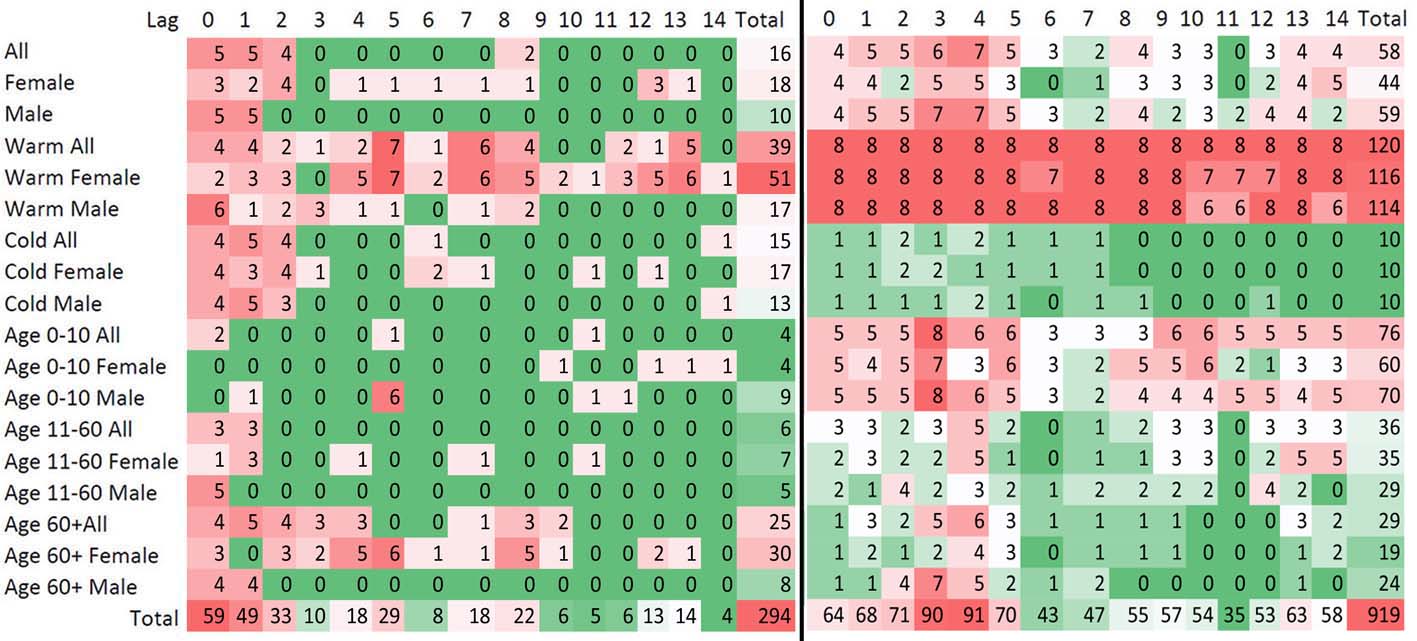 Lag 0 1 2 3 4 5 6 7 8 9 10 11 12 13 14 Total 0 1 2 3 4 5 6 7 8 9 10 11 12 13 14 Total
All 5 5 4 0 0 0 0 0 2 0 0 0 0 0 0 16 4 5 5 6 7 5 3 2 4 3 3 0 3 4 4 58
Female 3 2 4 0 1 1 1 1 1 0 0 0 3 1 0 18 4 4 2 5 5 3 0 1 3 3 3 0 2 4 5 44
Male 5 5 0 0 0 0 0 0 0 0 0 0 0 0 0 10 4 5 5 7 7 5 3 2 4 2 3 2 4 4 2 59
Warm All 4 4 2 1 2 7 1 6 4 0 0 2 1 5 0 39 8 8 8 8 8 8 8 8 8 8 8 8 8 8 8 120
Warm Female 2 3 3 0 5 7 2 6 5 2 1 3 5 6 1 51 8 8 8 8 8 8 7 8 8 8 7 7 7 8 8 116
Warm Male 6 1 2 3 1 1 0 1 2 0 0 0 0 0 0 17 8 8 8 8 8 8 8 8 8 8 6 6 8 8 6 114
Cold All 4 5 4 0 0 0 1 0 0 0 0 0 0 0 1 15 1 1 2 1 2 1 1 1 0 0 0 0 0 0 0 10
Cold Female 4 3 4 1 0 0 2 1 0 0 1 0 1 0 0 17 1 1 2 2 1 1 1 1 0 0 0 0 0 0 0 10
Cold Male 4 5 3 0 0 0 0 0 0 0 0 0 0 0 1 13 1 1 1 1 2 1 0 1 1 0 0 0 1 0 0 10
Age 0-10 All 2 0 0 0 0 1 0 0 0 0 1 0 0 0 0 4 5 5 5 8 6 6 3 3 3 6 6 5 5 5 5 76
Age 0-10 Female 0 0 0 0 0 0 0 0 0 1 0 0 1 1 1 4 5 4 5 7 3 6 3 2 5 5 6 2 1 3 3 60
Age 0-10 Male 0 1 0 0 0 6 0 0 0 0 1 1 0 0 0 9 5 5 5 8 6 5 3 2 4 4 4 5 5 4 5 70
Age 11-60 All 3 3 0 0 0 0 0 0 0 0 0 0 0 0 0 6 3 3 2 3 5 2 0 1 2 3 3 0 3 3 3 36
Age 11-60 Female 1 3 0 0 1 0 0 1 0 0 1 0 0 0 0 7 2 3 2 2 5 1 0 1 1 3 3 0 2 5 5 35
Age 11-60 Male 5 0 0 0 0 0 0 0 0 0 0 0 0 0 0 5 2 1 4 2 3 2 1 2 2 2 2 0 4 2 0 29
Age 60+All 4 5 4 3 3 0 0 1 3 2 0 0 0 0 0 25 1 3 2 5 6 3 1 1 1 1 0 0 0 3 2 29
Age 60+ Female 3 0 3 2 5 6 1 1 5 1 0 0 2 1 0 30 1 2 1 2 4 3 0 1 1 1 0 0 0 1 2 19
Age 60+ Male 4 4 0 0 0 0 0 0 0 0 0 0 0 0 0 8 1 1 4 7 5 2 1 2 0 0 0 0 0 1 0 24
Total 59 49 33 10 18 29 8 18 22 6 5 6 13 14 4 294 64 68 71 90 91 70 43 47 55 57 54 35 53 63 58 919